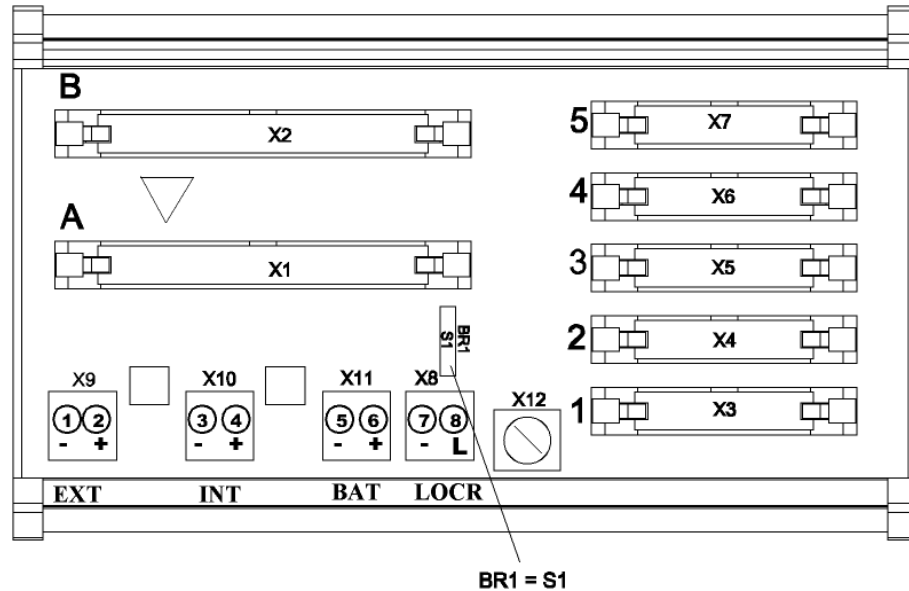 B
X2
A
X1
5
X7
4
X6
3
X5
2
X4
1
X3
BR1
S1
X9
X10
X11
X8
X12
1 2
- +
3 4
- +
5 6
- +
7 8
- L
EXT
INT
BAT
LOCR
BR1 = S1